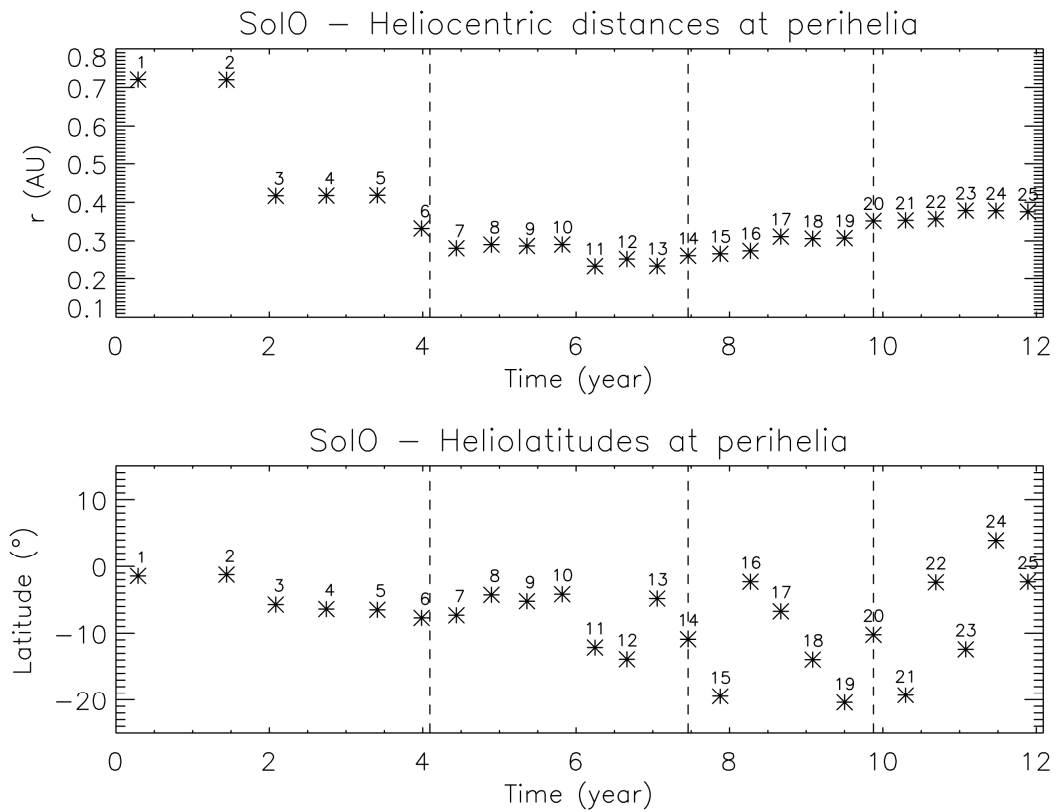 SolO – Heliocentric distances at perihelia
r (AU)
0.8
0.7
0.6
0.5
0.4
0.3
0.2
0.1
1 2 3 4 5 6 7 8 9 10 11 12 13 14 15 16 17 18 19 20 21 22 23 24 25
0 2 4 6 8 10 12
Time (year)
SolO – Heliolatitudes at perihelia
Latitude (°)
10
0
−10
−20
1 2 3 4 5 6 7 8 9 10 11 12 13 14 15 16 17 18 19 20 21 22 23 24 25
0 2 4 6 8 10 12
Time (year)